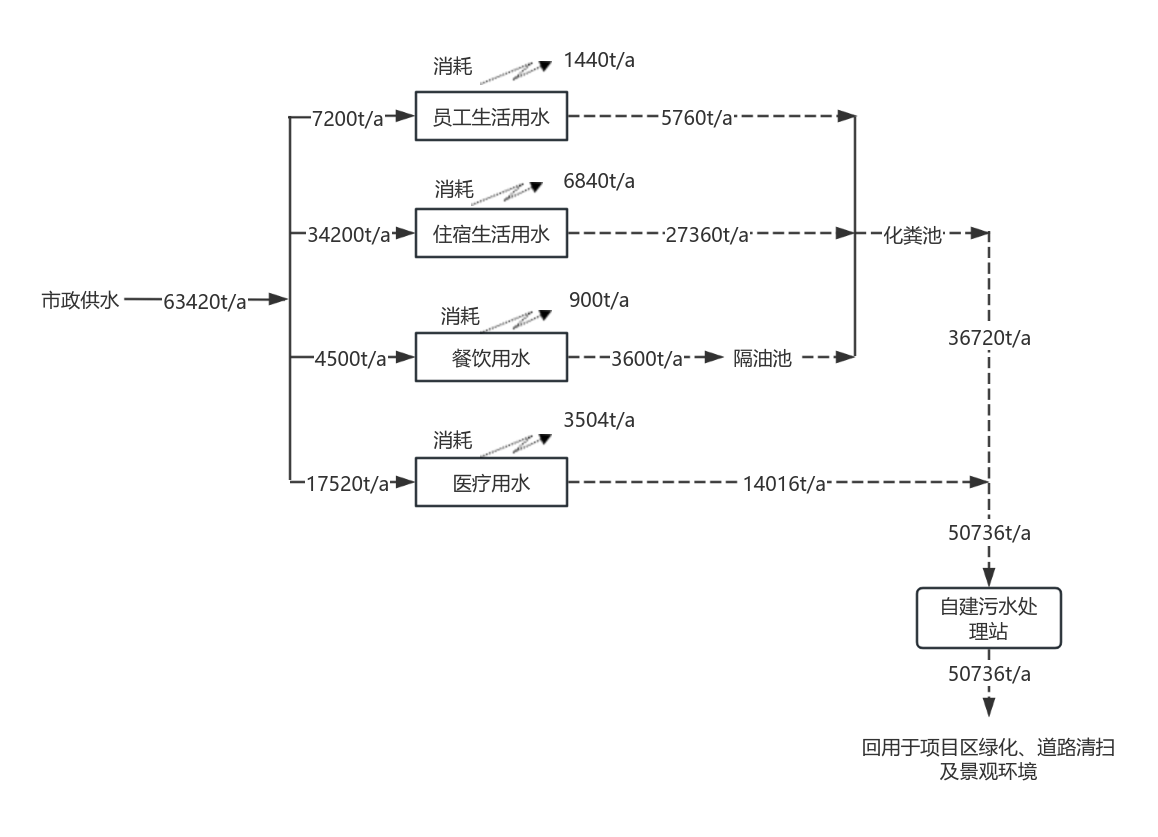 消耗
1440t/a
7200t/a
员工生活用水
5760t/a
消耗
6840t/a
34200t/a
住宿生活用水
27360t/a
化粪池
市政供水
63420t/a
消耗
900t/a
4500t/a
餐饮用水
3600t/a
隔油池
36720t/a
消耗
3504t/a
17520t/a
医疗用水
14016t/a
50736t/a
自建污水处
理站
50736t/a
回用于项目区绿化、道路清扫
及景观环境